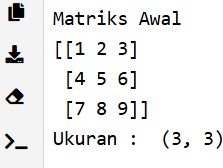 Matriks Awal
[[1 2 3]
 [4 5 6]
 [7 8 9]]
Ukuran :  (3, 3)